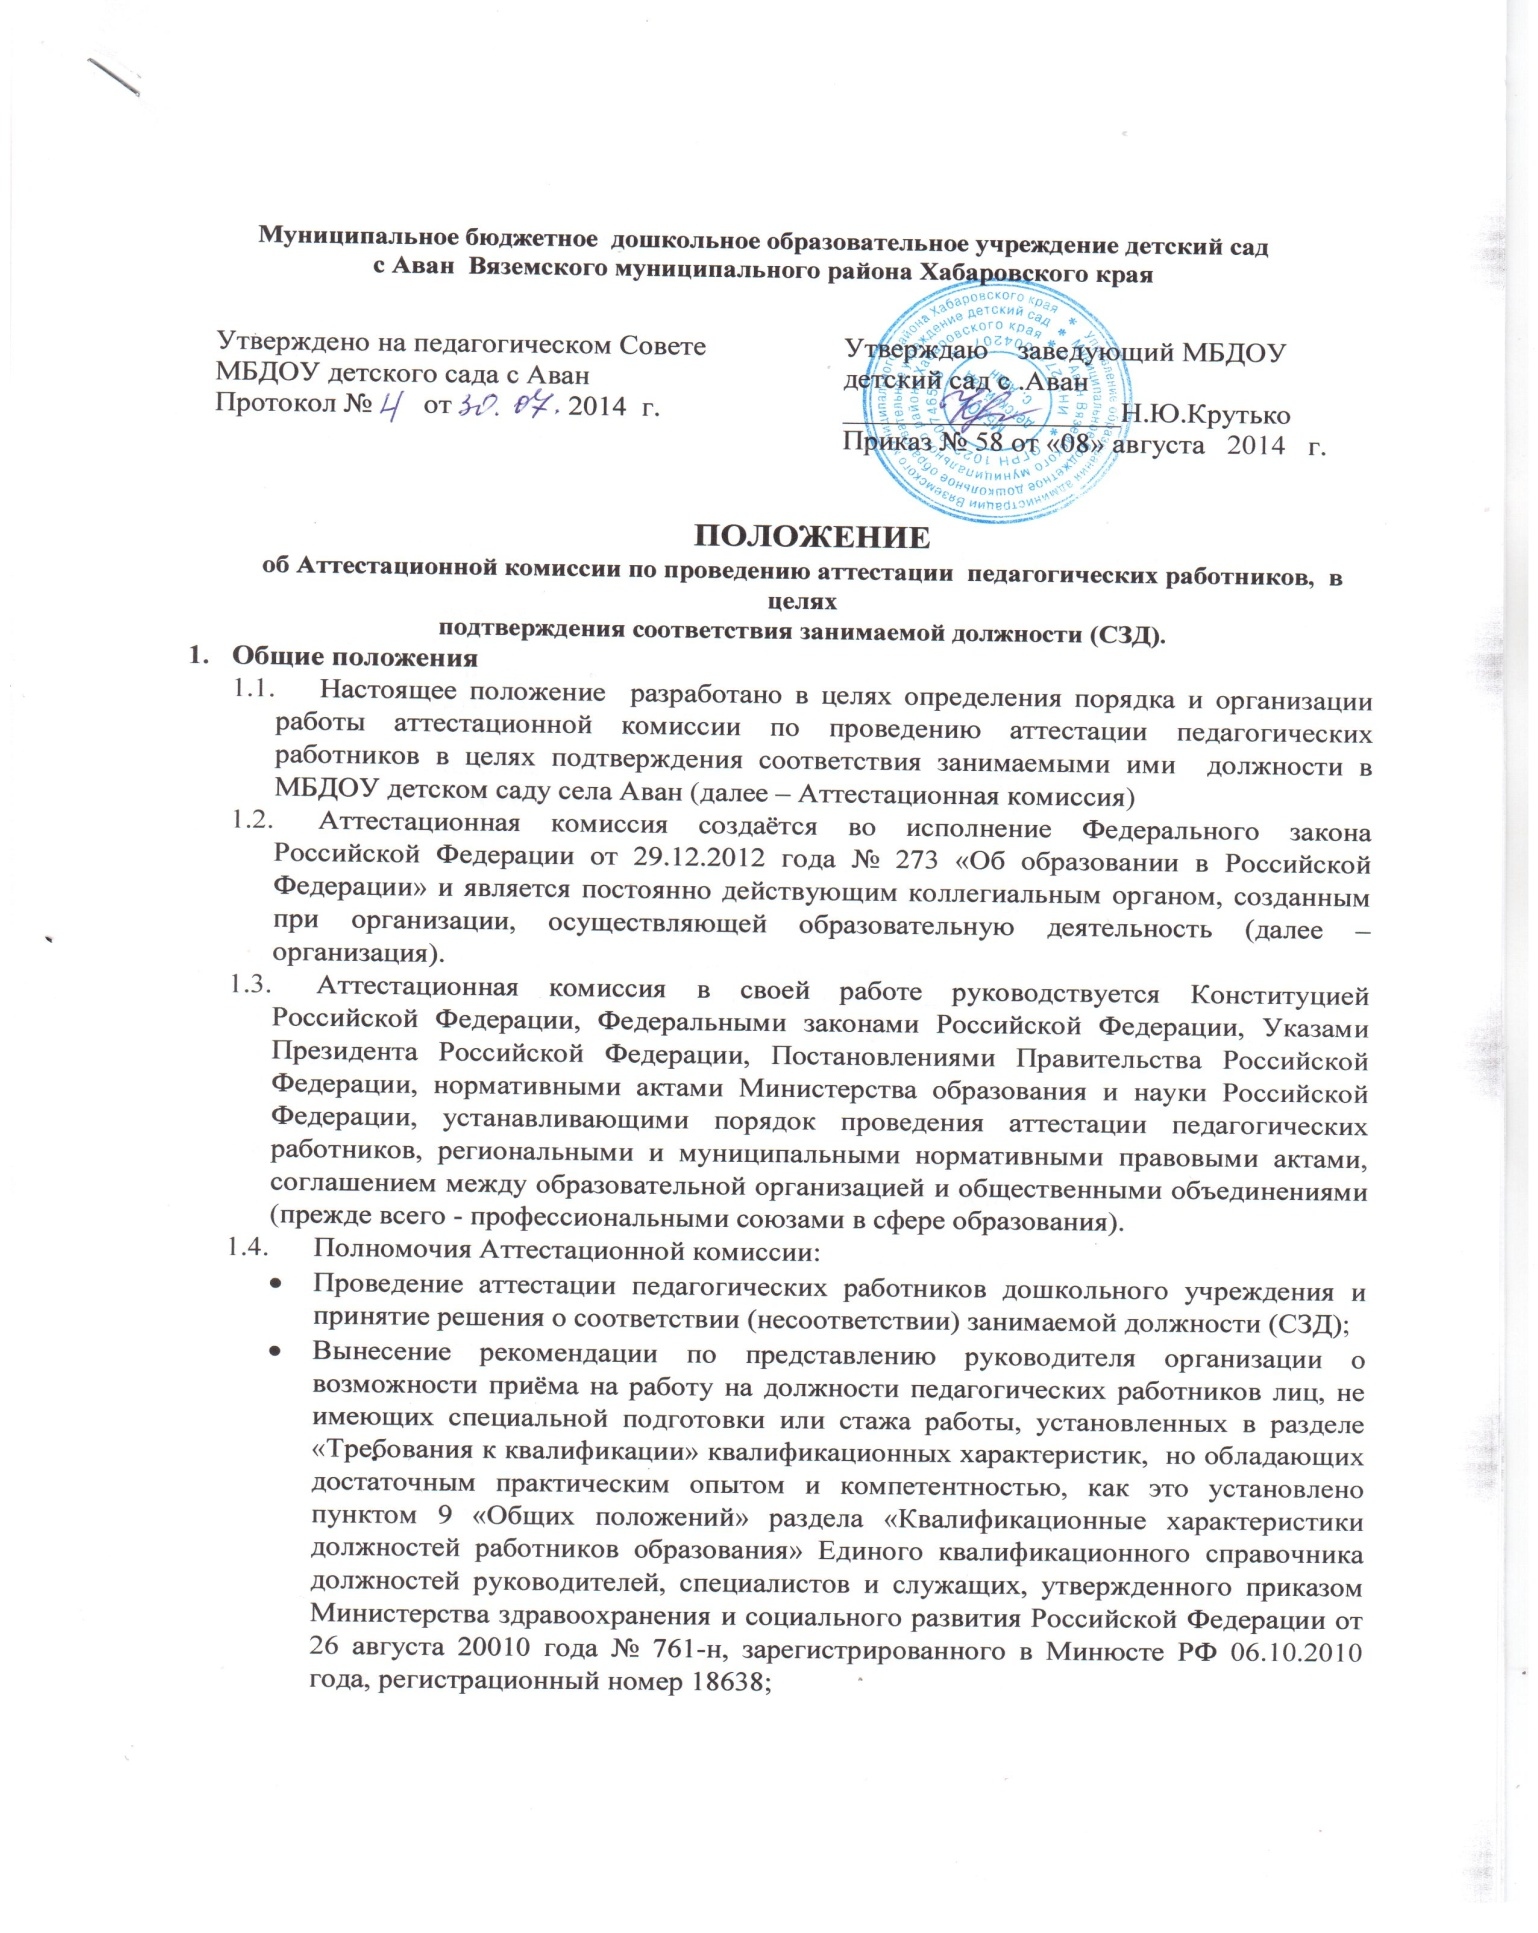 Муниципальное бюджетное дошкольное образовательное учреждение детский сад
с Аван Вяземского муниципального района Хабаровского края
Утверждено на педагогическом Совете
МБДОУ детского сада с Аван
Протокол № 4 от 30. 07. 2014 г.
Утверждаю заведующий МБДОУ
детский сад с .Аван
____________________Н.Ю.Крутько
Приказ № 58 от «08» августа 2014 г.
ПОЛОЖЕНИЕ
об Аттестационной комиссии по проведению аттестации педагогических работников, в
целях
подтверждения соответствия занимаемой должности (СЗД).
1. Общие положения
1.1. Настоящее положение разработано в целях определения порядка и организации
работы аттестационной комиссии по проведению аттестации педагогических
работников в целях подтверждения соответствия занимаемыми ими должности в
МБДОУ детском саду села Аван (далее – Аттестационная комиссия)
1.2. Аттестационная комиссия создаётся во исполнение Федерального закона
Российской Федерации от 29.12.2012 года № 273 «Об образовании в Российской
Федерации» и является постоянно действующим коллегиальным органом, созданным
при организации, осуществляющей образовательную деятельность (далее –
организация).
1.3. Аттестационная комиссия в своей работе руководствуется Конституцией
Российской Федерации, Федеральными законами Российской Федерации, Указами
Президента Российской Федерации, Постановлениями Правительства Российской
Федерации, нормативными актами Министерства образования и науки Российской
Федерации, устанавливающими порядок проведения аттестации педагогических
работников, региональными и муниципальными нормативными правовыми актами,
соглашением между образовательной организацией и общественными объединениями
(прежде всего - профессиональными союзами в сфере образования).
1.4. Полномочия Аттестационной комиссии:
• Проведение аттестации педагогических работников дошкольного учреждения и
принятие решения о соответствии (несоответствии) занимаемой должности (СЗД);
• Вынесение рекомендации по представлению руководителя организации о
возможности приёма на работу на должности педагогических работников лиц, не
имеющих специальной подготовки или стажа работы, установленных в разделе
«Требования к квалификации» квалификационных характеристик, но обладающих
достаточным практическим опытом и компетентностью, как это установлено
пунктом 9 «Общих положений» раздела «Квалификационные характеристики
должностей работников образования» Единого квалификационного справочника
должностей руководителей, специалистов и служащих, утвержденного приказом
Министерства здравоохранения и социального развития Российской Федерации от
26 августа 20010 года № 761-н, зарегистрированного в Минюсте РФ 06.10.2010
года, регистрационный номер 18638;